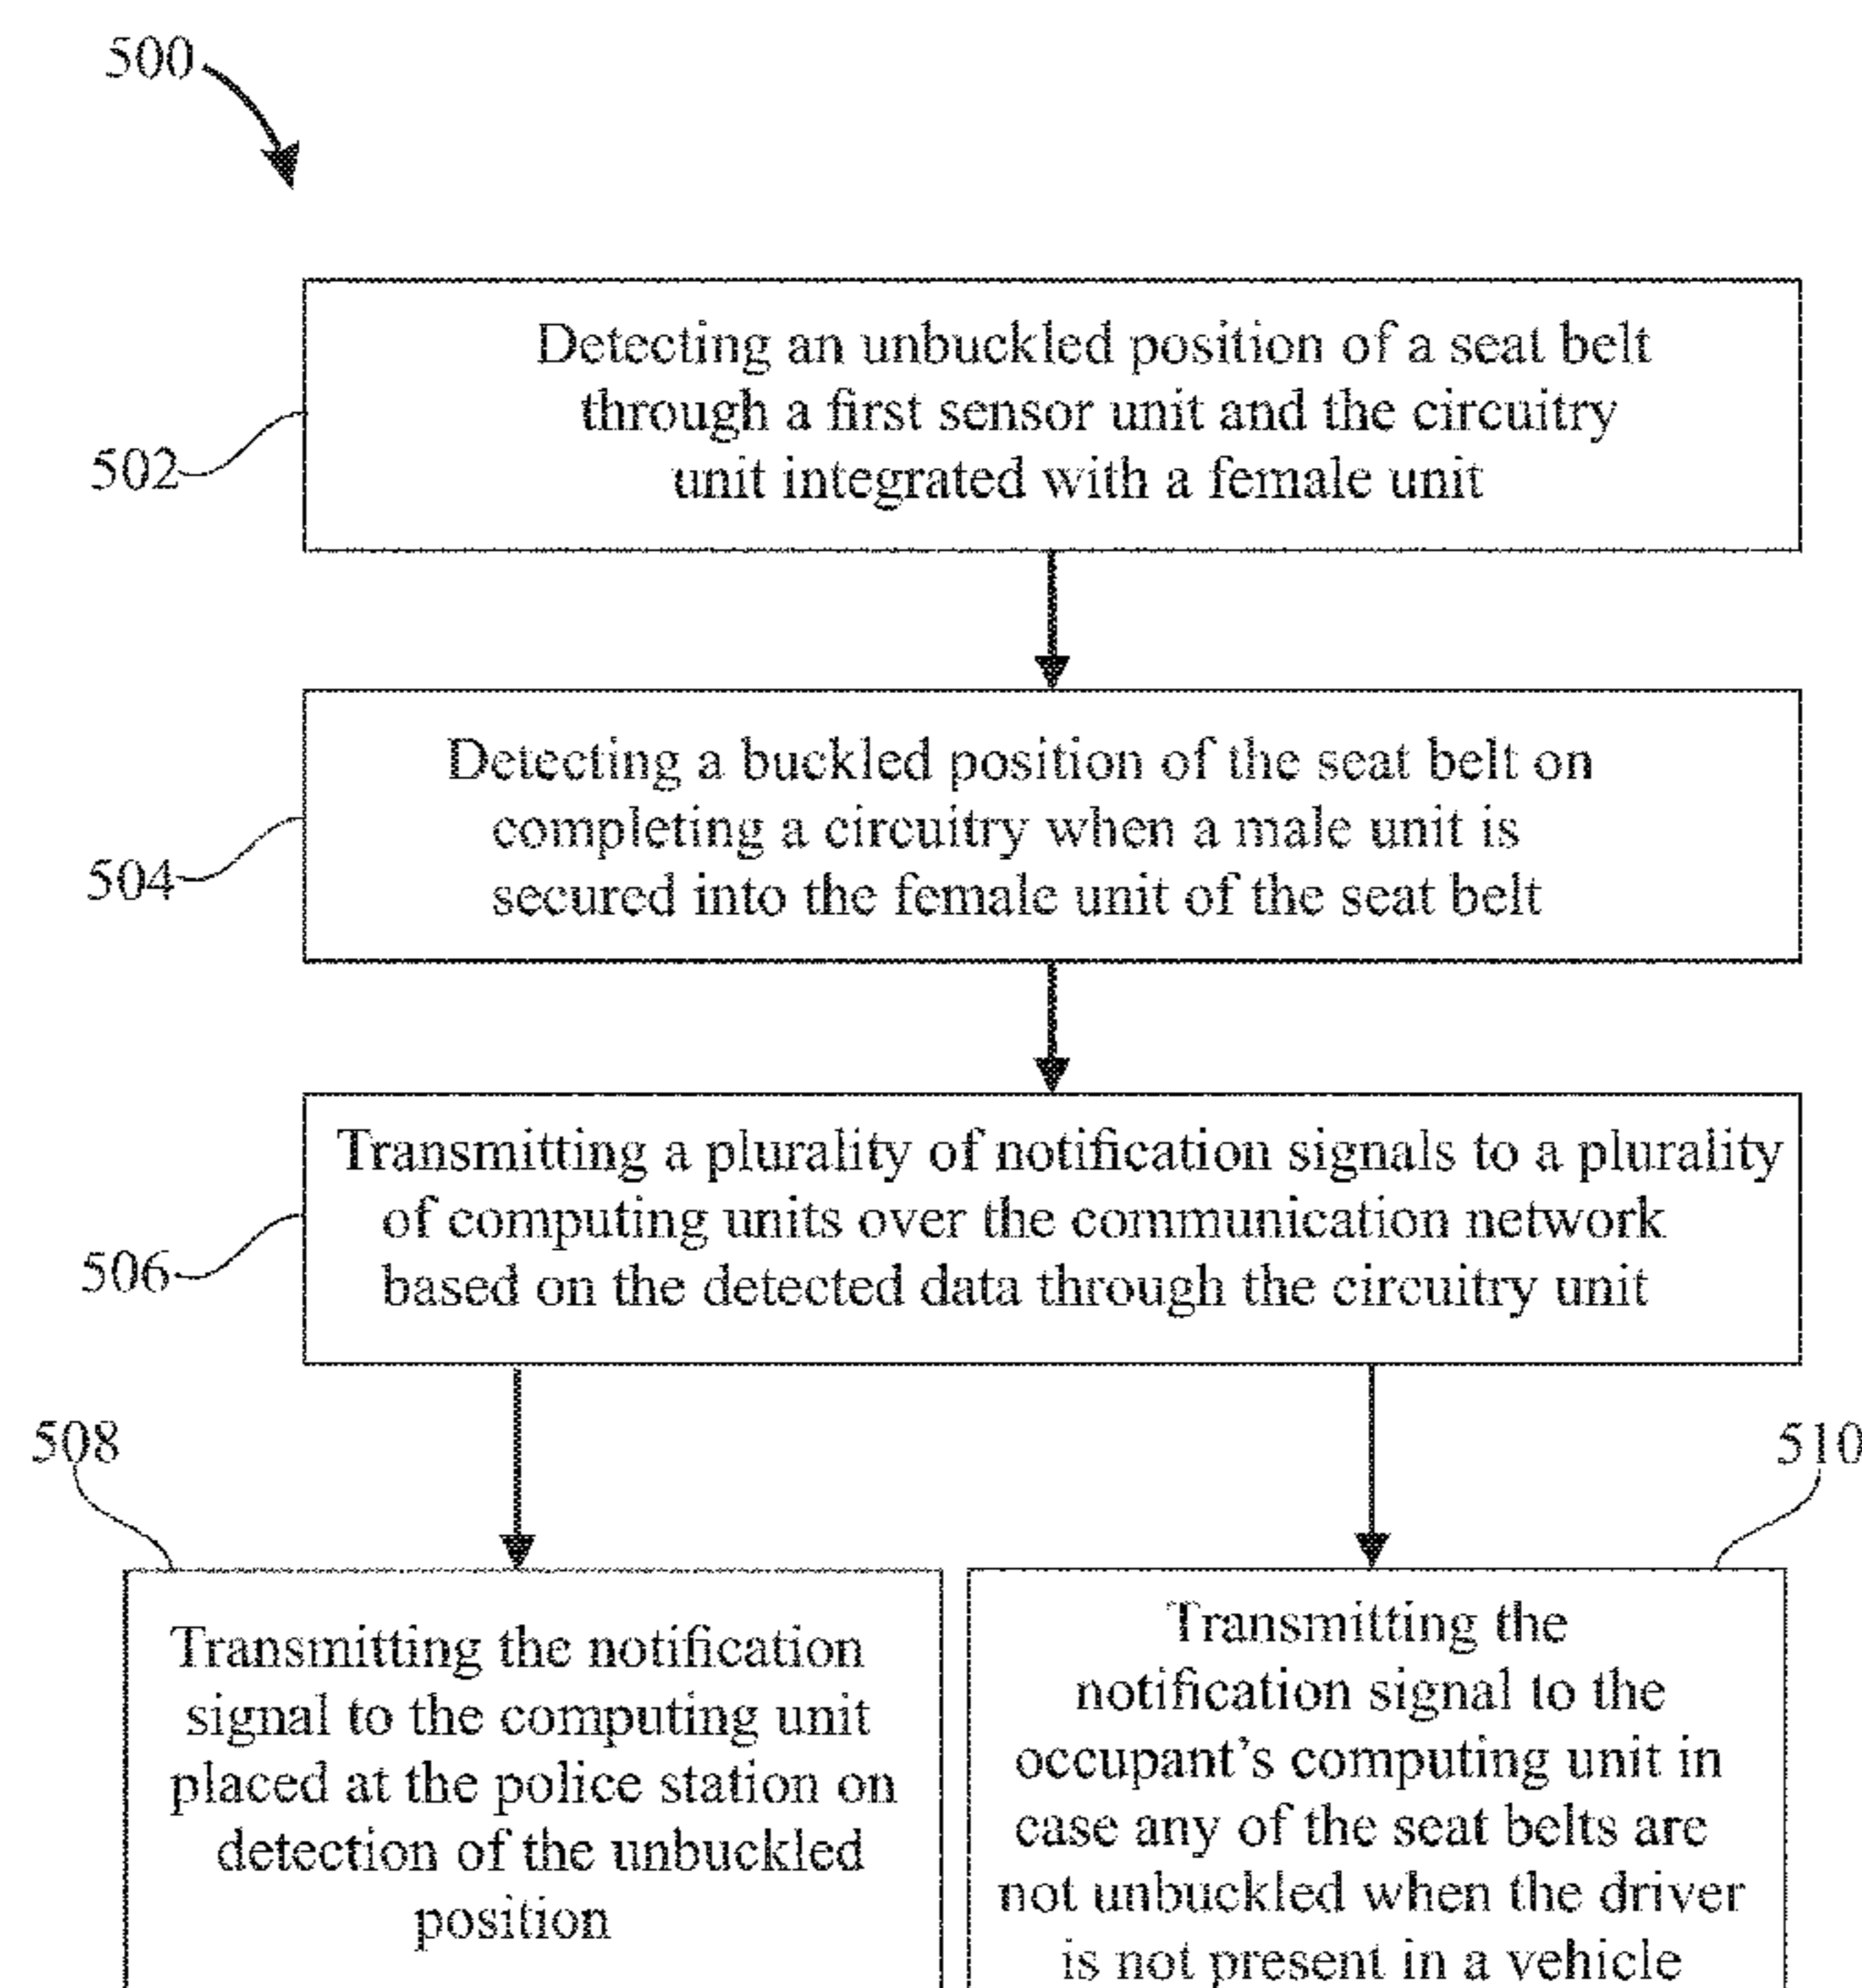 500
Detecting an unbuckled position of a seat belt
through a first sensor unit and the circuitry
unit integrated with a female unit
502
Detecting a buckled position of the seat belt on
completing a circuitry when a male unit is
secured into the female unit of the seat belt
504
Transmitting a plurality of notification signals to a plurality
of computing units over the communication network
based on the detected data through the circuitry unit
506
508
Transmitting the notification
signal to the computing unit
placed at the police station on
detection of the unbuckled
position
510
Transmitting the
notification signal to the
occupant’s computing unit in
case any of the seat belts are
not unbuckled when the driver
is not present in a vehicle